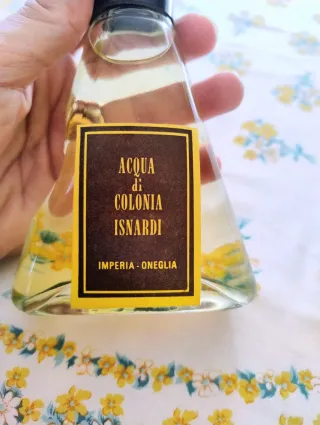 ACQUA
di
COLONIA
ISNARDI
IMPERIA - ONEGLIA